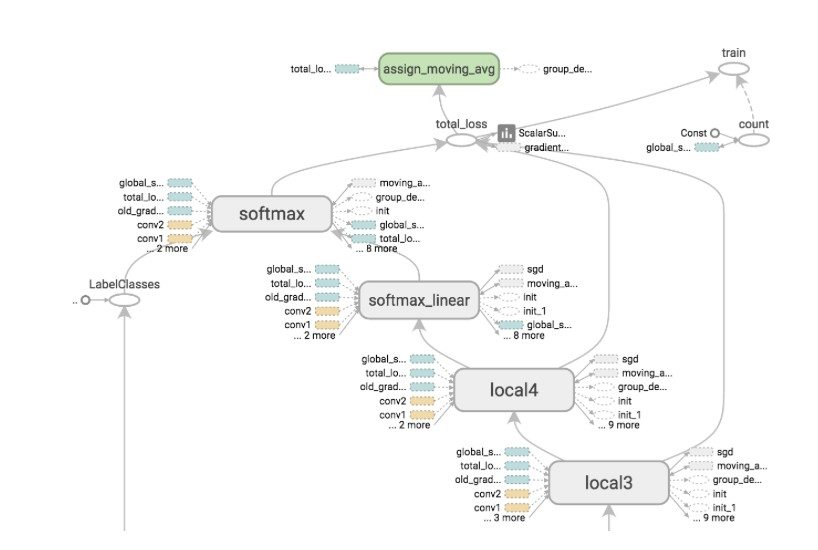 train
total_lo...
assign_moving_avg
group_de...
total_loss
ScalarSu...
gradient...
Const
count
global_s...
global_s...
total_lo...
old_grad...
conv2
conv1
... 2 more
softmax
moving_a...
group_de...
init
global_s...
total_lo...
... 8 more
LabelClasses
..
global_s...
total_lo...
old_grad...
conv2
conv1
... 2 more
softmax_linear
sgd
moving_a...
init
init_1
global_s...
... 8 more
global_s...
total_lo...
old_grad...
conv2
conv1
... 2 more
local4
sgd
moving_a...
group_de...
init
init_1
... 9 more
global_s...
total_lo...
old_grad...
conv2
conv1
... 3 more
local3
sgd
moving_a...
group_de...
init
init_1
... 9 more